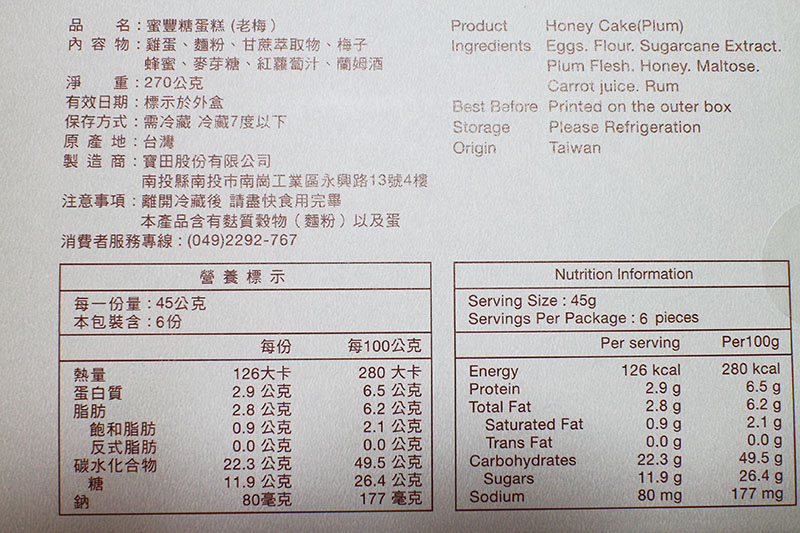 品 名：蜜豐糖蛋糕 (老梅)
內 容 物：雞蛋、麵粉、甘蔗萃取物、梅子
蜂蜜、麥芽糖、紅蘿蔔汁、蘭姆酒
淨 重：270公克
有效日期：標示於外盒
保存方式：需冷藏 冷藏7度以下
原 產 地：台灣
製 造 商：寶田股份有限公司
南投縣南投市南崗工業區永興路13號4樓
注意事項：離開冷藏後 請盡快食用完畢
本產品含有麩質穀物（麵粉）以及蛋
消費者服務專線：(049)2292-767
Product Honey Cake(Plum)
Ingredients Eggs. Flour. Sugarcane Extract.
Plum Flesh. Honey. Maltose.
Carrot juice. Rum
Best Before Printed on the outer box
Storage Please Refrigeration
Origin Taiwan
營養標示
每一份量：45公克
本包裝含：6份
每份 每100公克
熱量 126大卡 280 大卡
蛋白質 2.9 公克 6.5 公克
脂肪 2.8 公克 6.2 公克
飽和脂肪 0.9 公克 2.1 公克
反式脂肪 0.0 公克 0.0 公克
碳水化合物 22.3 公克 49.5 公克
糖 11.9 公克 26.4 公克
鈉 80毫克 177 毫克
Nutrition Information
Serving Size : 45g
Servings Per Package : 6 pieces
Per serving Per100g
Energy 126 kcal 280 kcal
Protein 2.9 g 6.5 g
Total Fat 2.8 g 6.2 g
Saturated Fat 0.9 g 2.1 g
Trans Fat 0.0 g 0.0 g
Carbohydrates 22.3 g 49.5 g
Sugars 11.9 g 26.4 g
Sodium 80 mg 177 mg